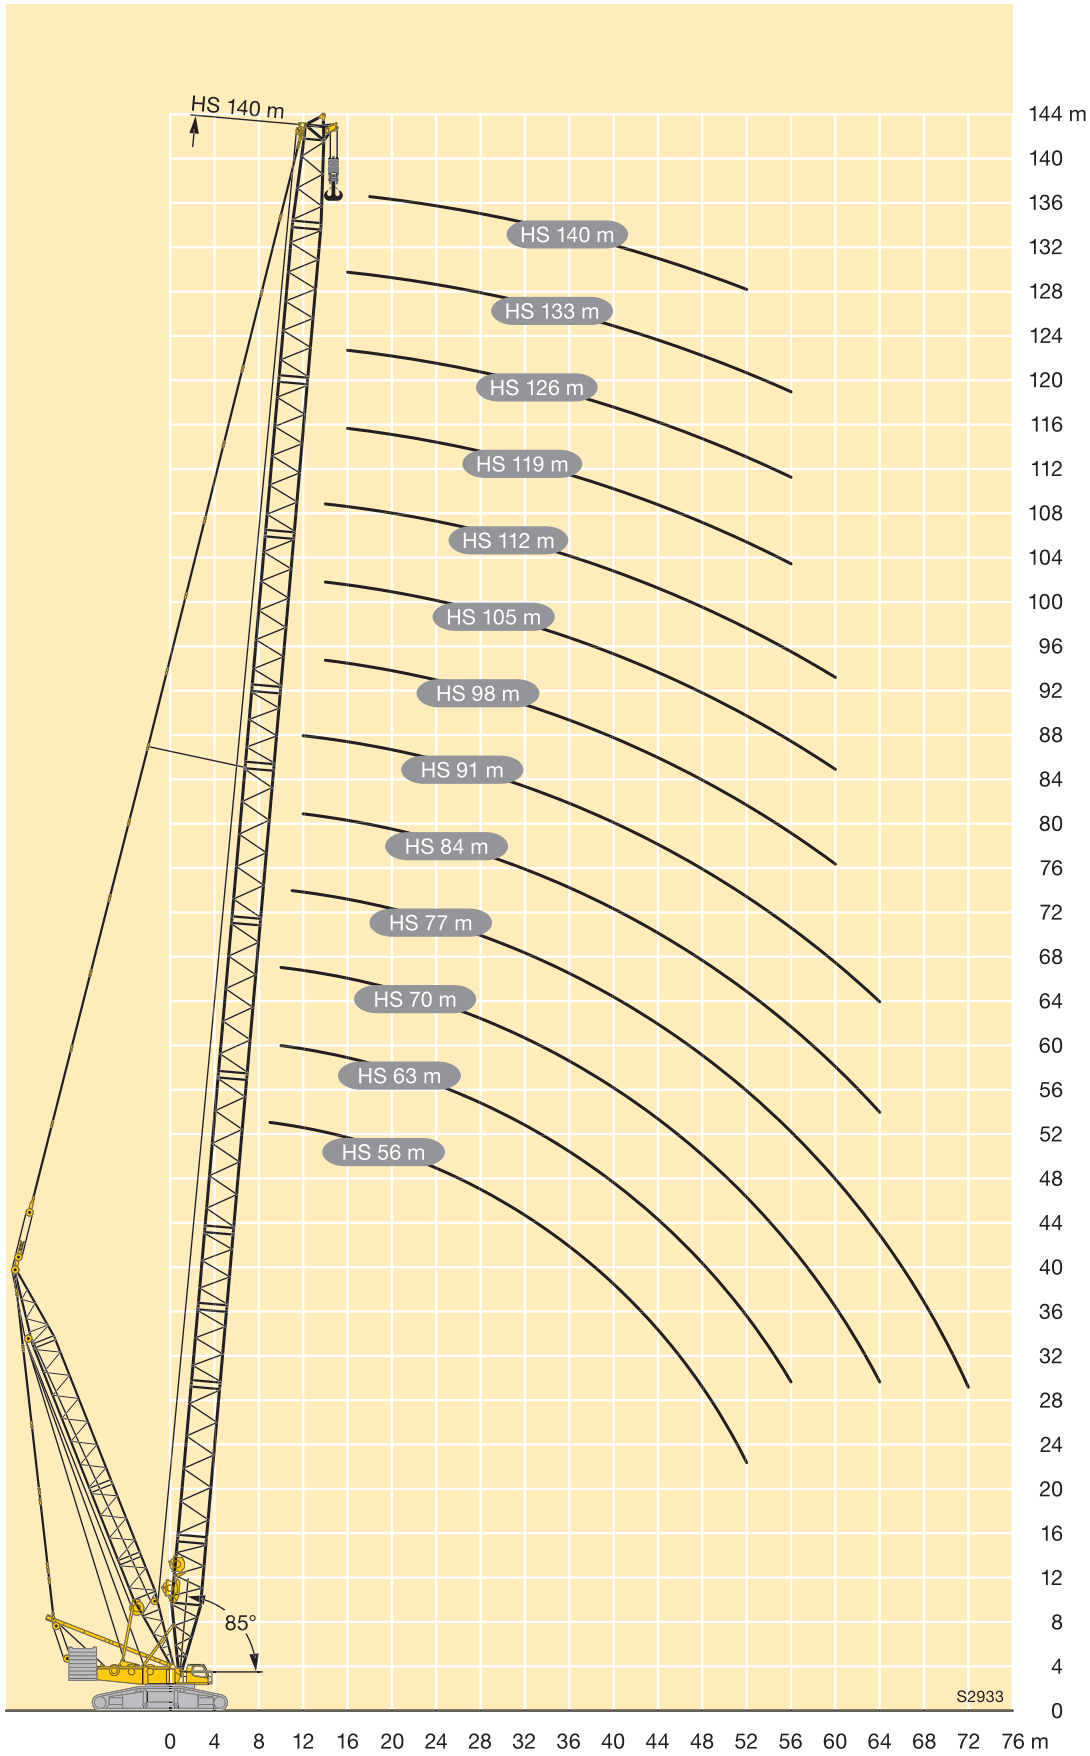 HS 140 m
144 m
140
HS 140 m
136
132
HS 133 m
128
124
HS 126 m
120
116
HS 119 m
112
108
HS 112 m
104
100
HS 105 m
96
HS 98 m
92
88
HS 91 m
84
80
HS 84 m
76
72
HS 77 m
68
64
HS 70 m
60
HS 63 m
56
52
HS 56 m
48
44
40
36
32
28
24
20
16
12
85°
8
4
S2933
0
0 4 8 12 16 20 24 28 32 36 40 44 48 52 56 60 64 68 72 76 m